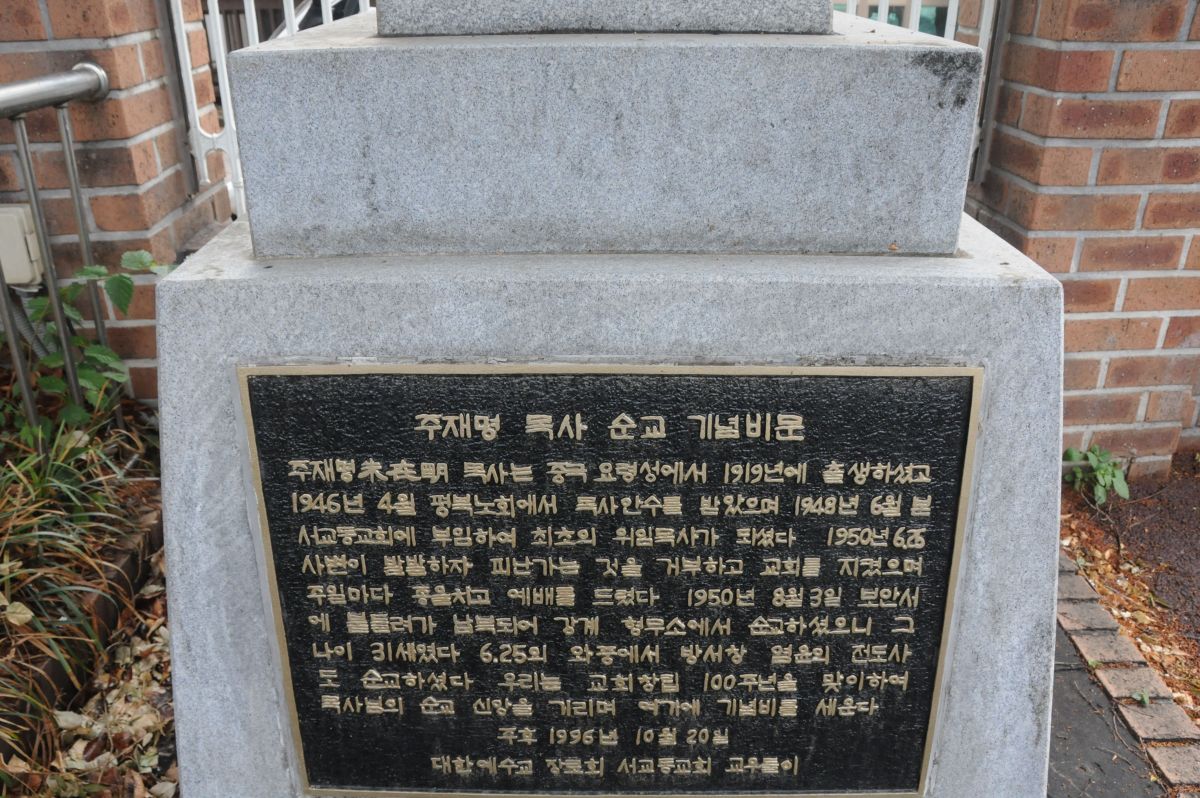 주재명 목사 순교 기념비문
주재명朱在明 목사는 중국 요령성에서 1919년에 출생하셨고
1946년 4월 평북노회에서 목사안수를 받았으며 1948년 6월 본
서교동교회에 부임하여 최초의 위임목사가 되셨다 1950년 6.25
사변이 발발하자 피난가는 것을 거부하고 교회를 지켰으며
주일마다 종을치고 예배를 드렸다 1950년 8월 3일 보안서
에 불들려가 납북되어 강계 형무소에서 순교하셨으니 그
나이 31세였다 6.25의 와중에서 방서창 열윤의 전도사
도 순교하셨다 우리는 교회창립 100주년을 맞이하여
목사님의 순교 신앙을 기리며 여기에 기념비를 세운다
주후 1996년 10월 20일
대한예수교 장로회 서교동교회 교우들이